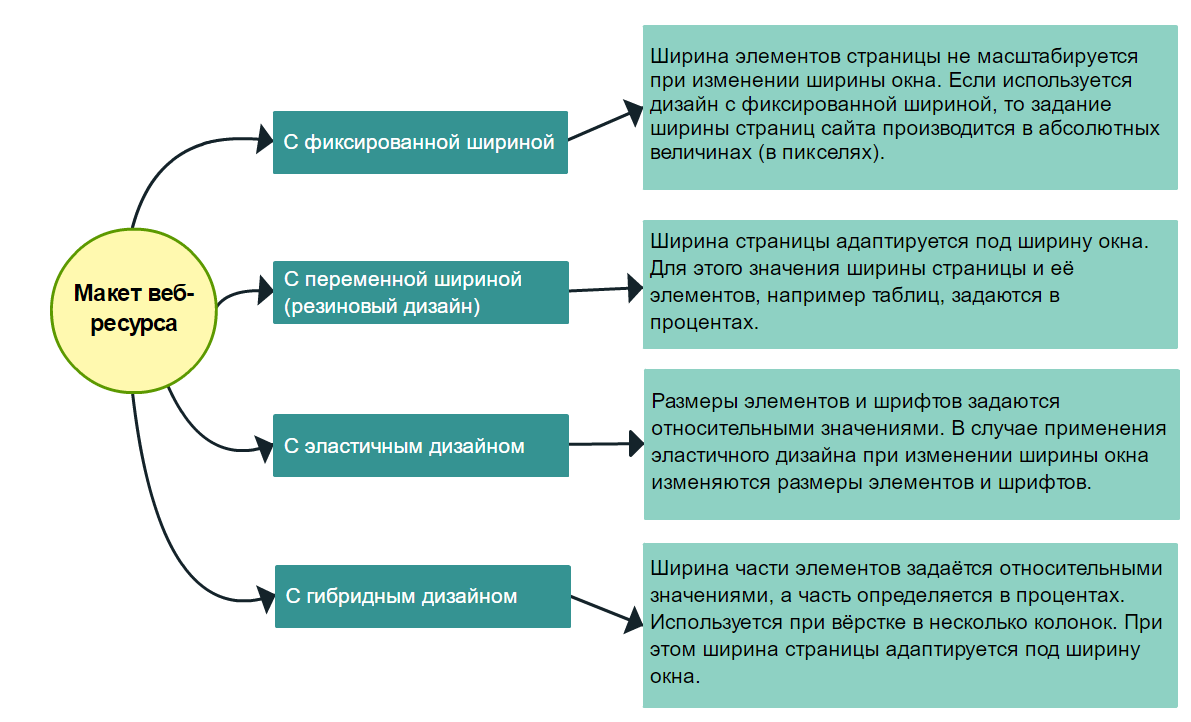 Макет веб-
ресурса
С фиксированной шириной
Ширина элементов страницы не масштабируется
при изменении ширины окна. Если используется
дизайн с фиксированной шириной, то задание
ширины страниц сайта производится в абсолютных
величинах (в пикселях).
С переменной шириной
(резиновый дизайн)
Ширина страницы адаптируется под ширину окна.
Для этого значения ширины страницы и её
элементов, например таблиц, задаются в
процентах.
С эластичным дизайном
Размеры элементов и шрифтов задаются
относительными значениями. В случае применения
эластичного дизайна при изменении ширины окна
изменяются размеры элементов и шрифтов.
С гибридным дизайном
Ширина части элементов задаётся относительными
значениями, а часть определяется в процентах.
Используется при вёрстке в несколько колонок. При
этом ширина страницы адаптируется под ширину
окна.